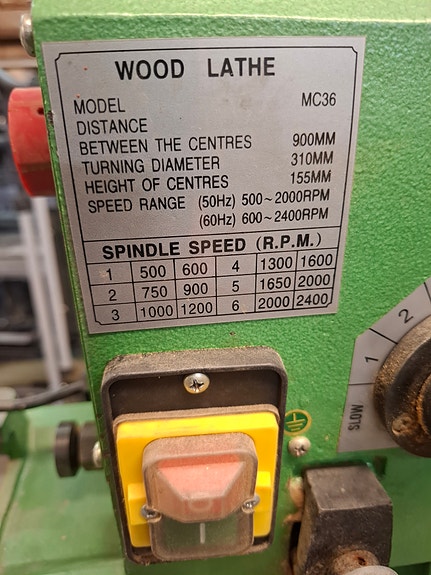 WOOD LATHE
MODEL MC36
DISTANCE
BETWEEN THE CENTRES 900MM
TURNING DIAMETER 310MM
HEIGHT OF CENTRES 155MM
SPEED RANGE (50Hz) 500~2000RPM
(60Hz) 600~2400RPM
SPINDLE SPEED (R.P.M.)
1 500 600 4 1300 1600
2 750 900 5 1650 2000
3 1000 1200 6 2000 2400
SLOW 1 2
O
I